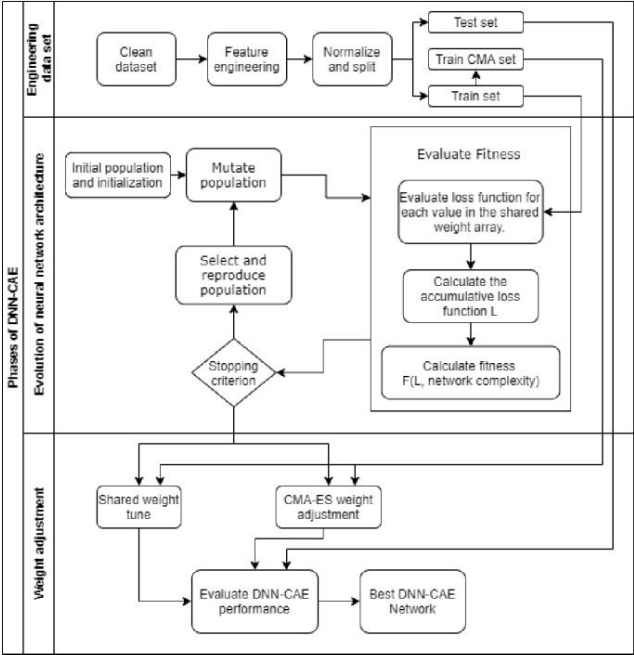 Phases of DNN-CAE
Engineering
data set
Clean
dataset
Feature
engineering
Normalize
and split
Test set
Train CMA set
Train set
Evolution of neural network architecture
Initial population
and initialization
Mutate
population
Select and
reproduce
population
Stopping
criterion
Evaluate Fitness
Evaluate loss function for
each value in the shared
weight array.
Calculate the
accumulative loss
function L
Calculate fitness
F(L, network complexity)
Weight adjustment
Shared weight
tune
CMA-ES weight
adjustment
Evaluate DNN-CAE
performance
Best DNN-CAE
Network